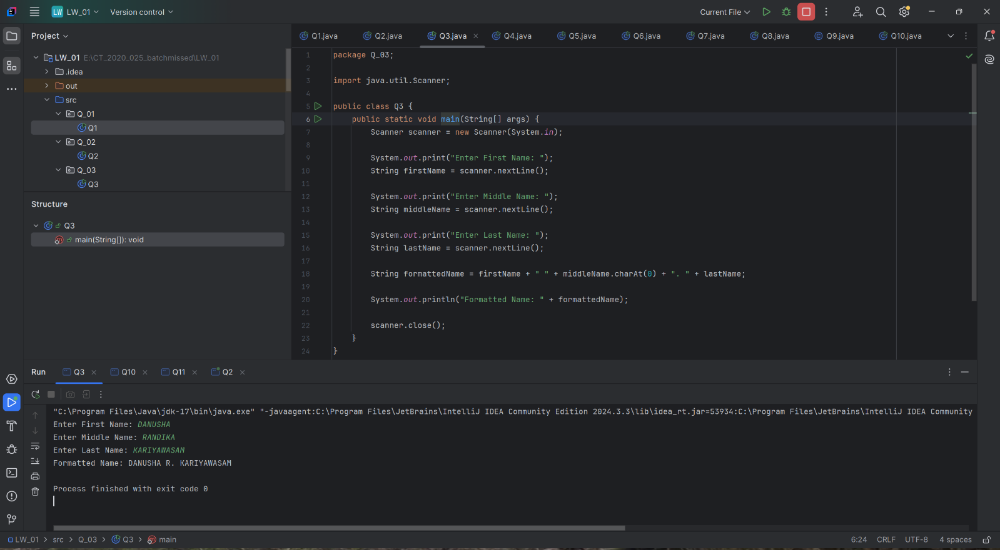 LW LW_01 Version control Current File
Project
LW_01 E:\CT_2020_025_batchmissed\LW_01
.idea
out
src
Q_01
Q1
Q_02
Q2
Q_03
Q3
Structure
Q3
main(String[]): void
Q1.java Q2.java Q3.java Q4.java Q5.java Q6.java Q7.java Q8.java Q9.java Q10.java
1 package Q_03;
2
3 import java.util.Scanner;
4
5 public class Q3 {
6 public static void main(String[] args) {
7 Scanner scanner = new Scanner(System.in);
8
9 System.out.print("Enter First Name: ");
10 String firstName = scanner.nextLine();
11
12 System.out.print("Enter Middle Name: ");
13 String middleName = scanner.nextLine();
14
15 System.out.print("Enter Last Name: ");
16 String lastName = scanner.nextLine();
17
18 String formattedName = firstName + " " + middleName.charAt(0) + ". " + lastName;
19
20 System.out.println("Formatted Name: " + formattedName);
21
22 scanner.close();
23 }
24 }
Run Q3 Q10 Q11 Q2
"C:\Program Files\Java\jdk-17\bin\java.exe" "-javaagent:C:\Program Files\JetBrains\IntelliJ IDEA Community Edition 2024.3.3\lib\idea_rt.jar=53934:C:\Program Files\JetBrains\IntelliJ IDEA Community
Enter First Name: DANUSHA
Enter Middle Name: RANDIKA
Enter Last Name: KARIYAWASAM
Formatted Name: DANUSHA R. KARIYAWASAM
Process finished with exit code 0
LW_01 > src > Q_03 > Q3 > main 6:24 CRLF UTF-8 4 spaces